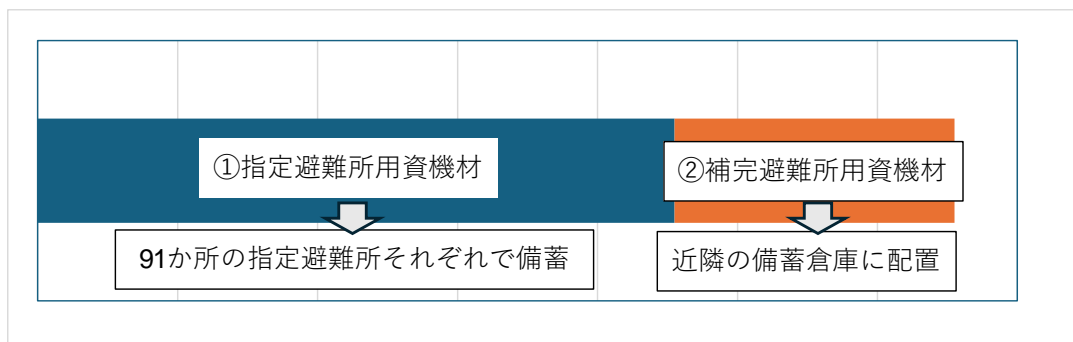 ①指定避難所用資機材
②補完避難所用資機材
91か所の指定避難所それぞれで備蓄
近隣の備蓄倉庫に配置